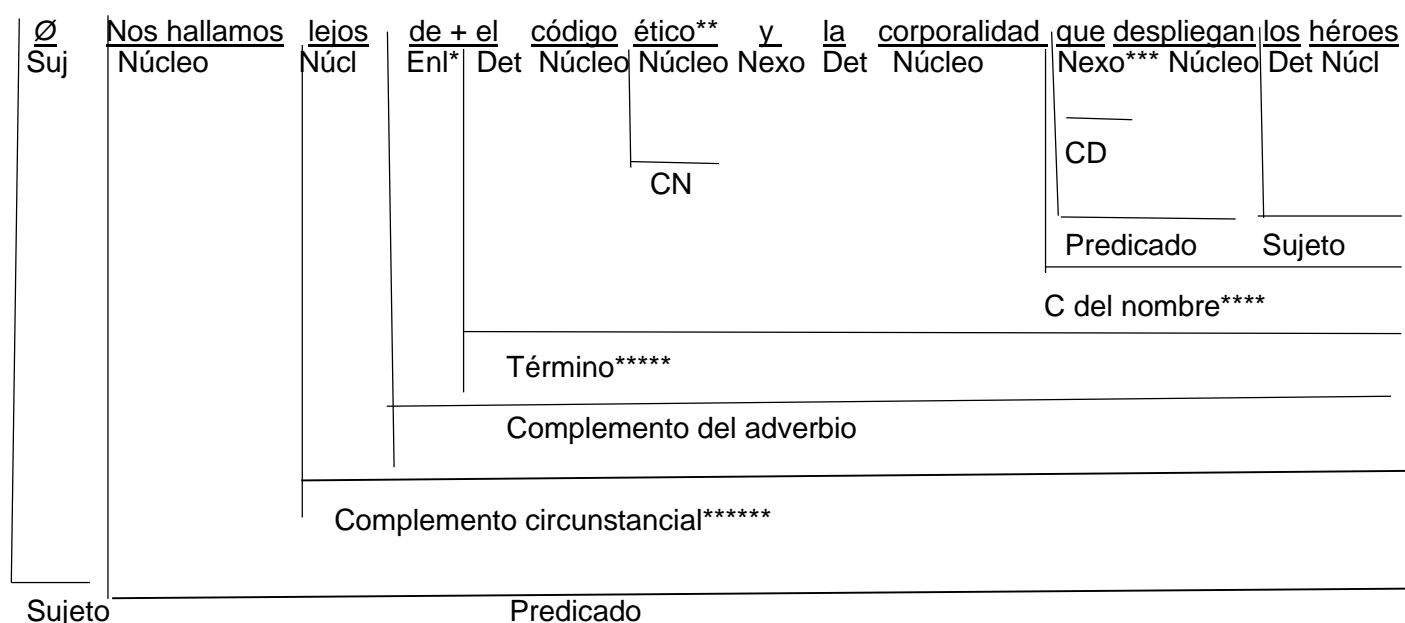 Ø Nos hallamos lejos de + el código ético** y la corporalidad que despliegan los héroes
Suj Núcleo Núcl Enl* Det Núcleo Núcleo Nexo Det Núcleo Nexo*** Núcleo Det Núcl
CD
CN
Predicado Sujeto
C del nombre****
Término*****
Complemento del adverbio
Complemento circunstancial******
Sujeto Predicado